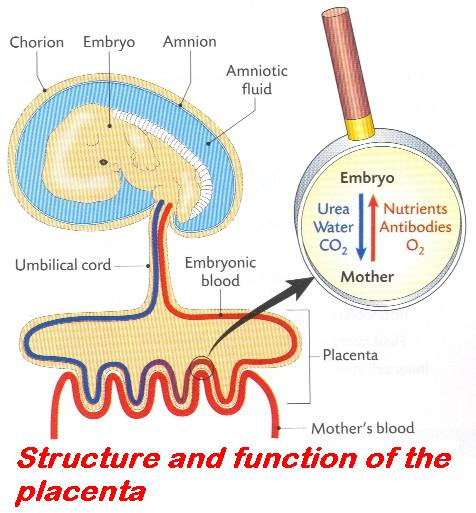 Chorion
Embryo
Amnion
Amniotic
fluid
Embryo
Urea
Water
CO₂
Nutrients
Antibodies
O₂
Mother
Umbilical cord
Embryonic
blood
Placenta
Mother's blood
Structure and function of the
placenta